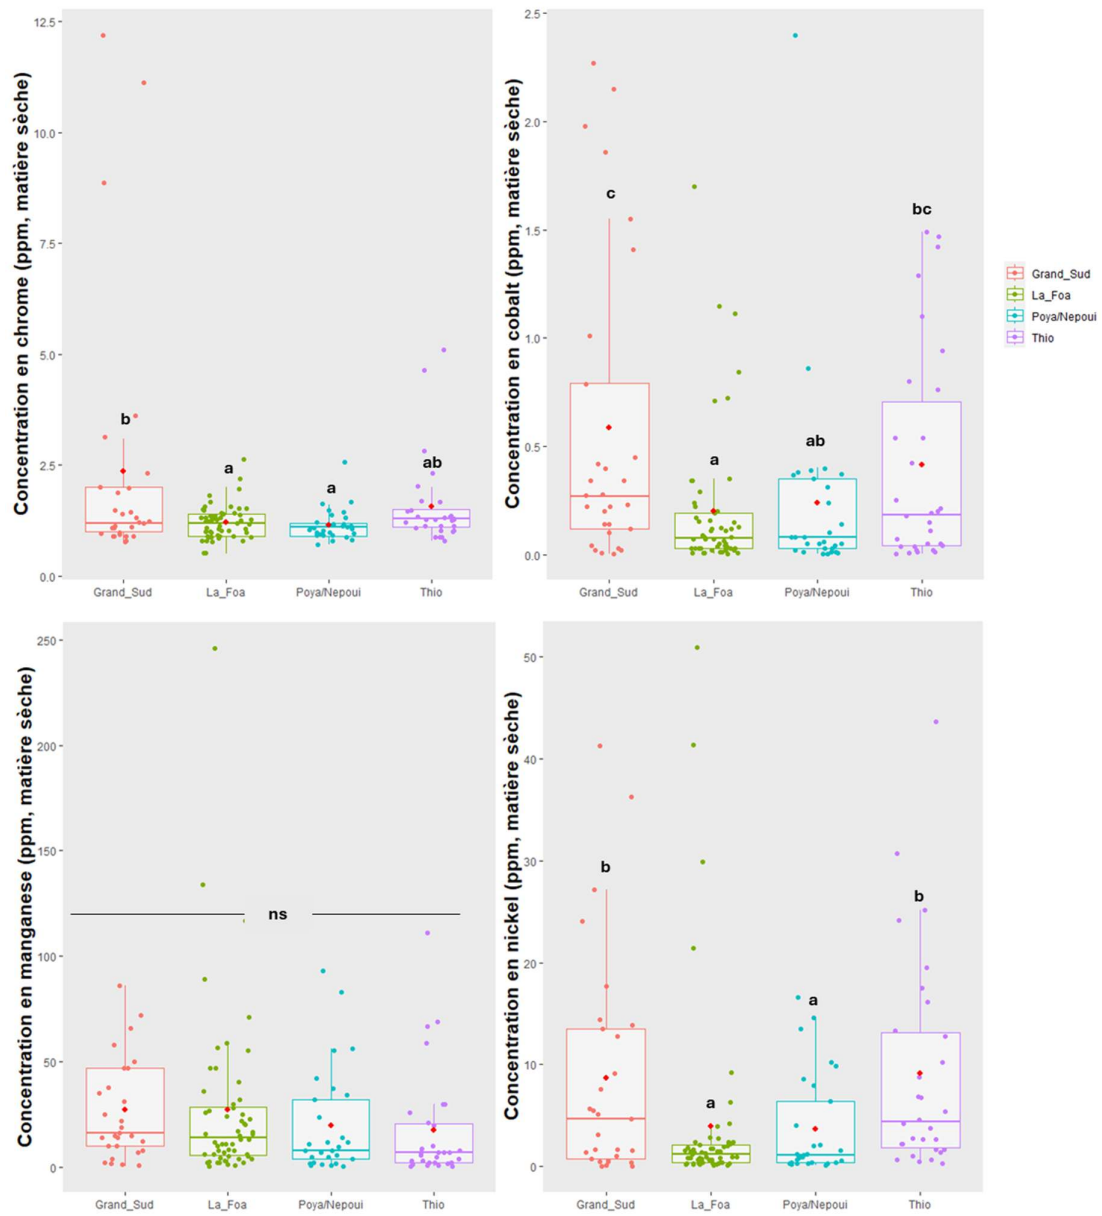 Concentration en chrome (ppm, matière sèche)
12.5
10.0
7.5
5.0
2.5
0.0
b
a
a
ab
Grand_Sud
La_Foa
Poya/Nepoui
Thio
Concentration en cobalt (ppm, matière sèche)
2.5
2.0
1.5
1.0
0.5
0.0
c
a
ab
bc
Grand_Sud
La_Foa
Poya/Nepoui
Thio
Grand_Sud
La_Foa
Poya/Nepoui
Thio
Concentration en manganese (ppm, matière sèche)
250
200
150
100
50
0
ns
Grand_Sud
La_Foa
Poya/Nepoui
Thio
Concentration en nickel (ppm, matière sèche)
50
40
30
20
10
0
b
a
a
b
Grand_Sud
La_Foa
Poya/Nepoui
Thio